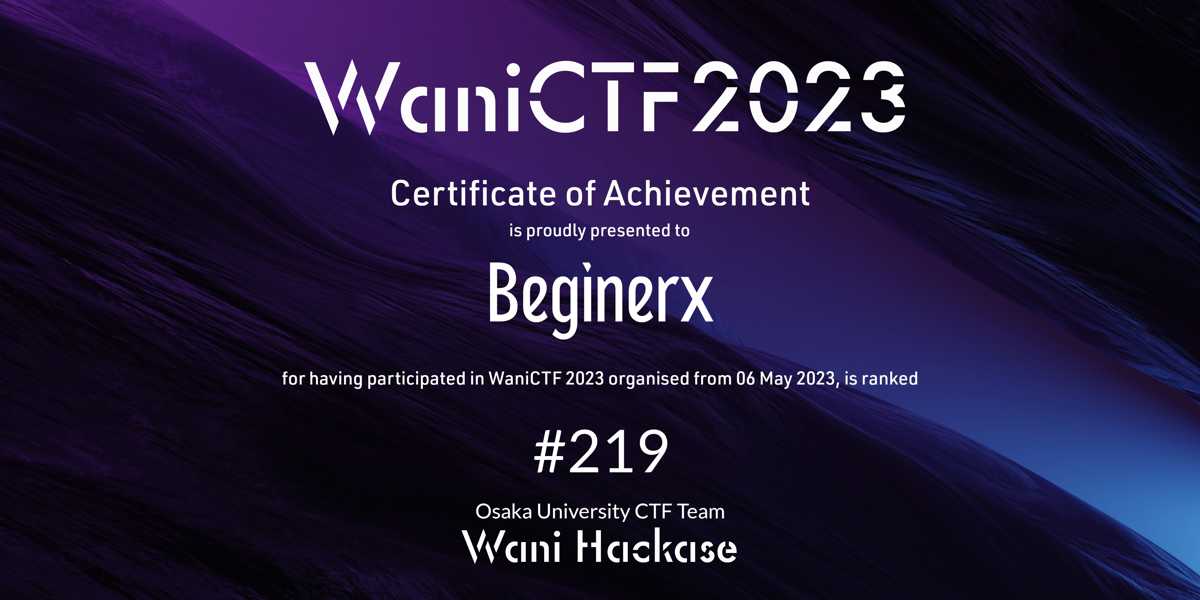 WaniCTF2023
Certificate of Achievement
is proudly presented to
Beginerx
for having participated in WaniCTF 2023 organised from 06 May 2023, is ranked
#219
Osaka University CTF Team
Wani Hackase